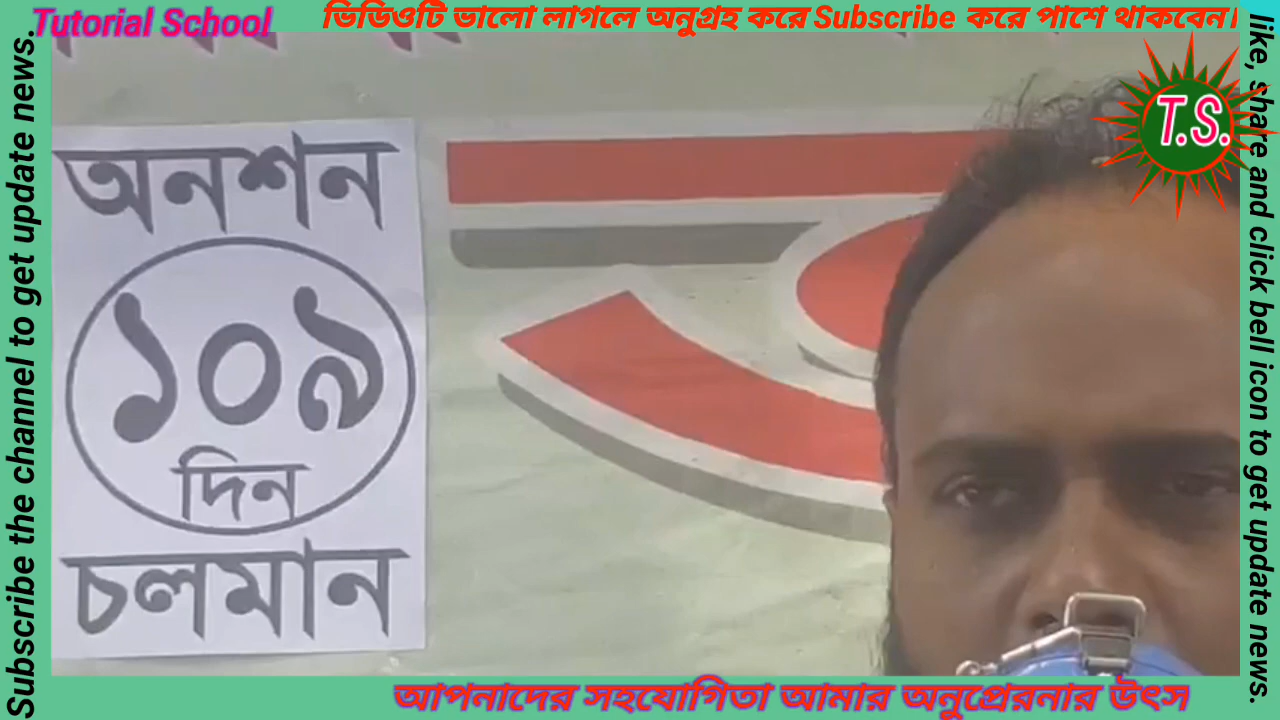 Tutorial School
ভিডিওটি ভালো লাগলে অনুগ্রহ করে Subscribe করে পাশে থাকবেন।
Subscribe the channel to get update news.
like, share and click bell icon to get update news.
T.S.
অনশন
১০৯
দিন
চলমান
আপনাদের সহযোগিতা আমার অনুপ্রেরনার উৎস